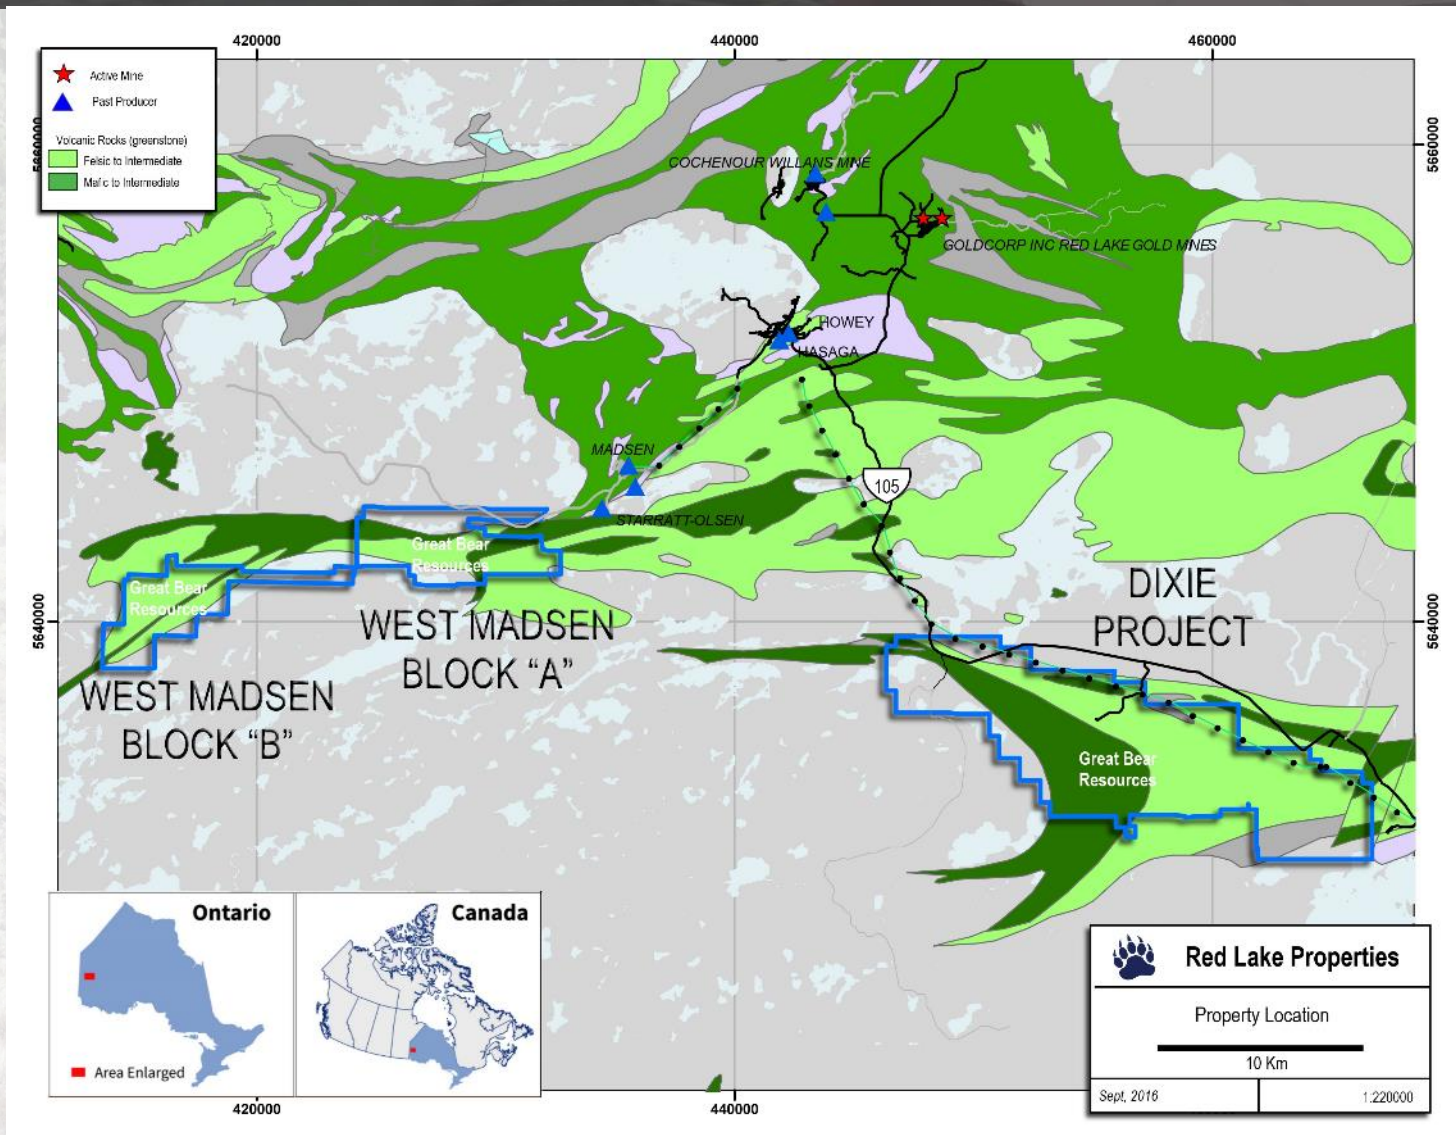 420000
440000
460000
Active Mine
Past Producer
Volcanic Rocks (greenstone)
Felsic to Intermediate
Mafic to Intermediate
5660000
5660000
COCHENOUR WILLANS MINE
GOLDCORP INC RED LAKE GOLD MINES
HOWEY
HASAGA
MADSEN
105
STARRATT-OLSEN
Great Bear
Resources
Great Bear
Resources
DIXIE
PROJECT
5640000
5640000
WEST MADSEN
BLOCK “A”
WEST MADSEN
BLOCK “B”
Great Bear
Resources
Ontario
Area Enlarged
Canada
Red Lake Properties
Property Location
10 Km
Sept, 2016
1:220000
420000
440000